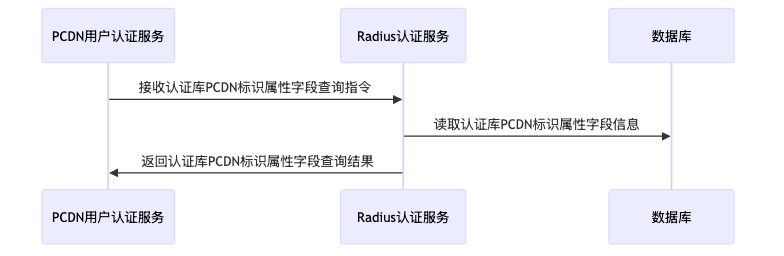 PCDN用户认证服务
Radius认证服务
数据库
接收认证库PCDN标识属性字段查询指令
读取认证库PCDN标识属性字段信息
返回认证库PCDN标识属性字段查询结果
PCDN用户认证服务
Radius认证服务
数据库